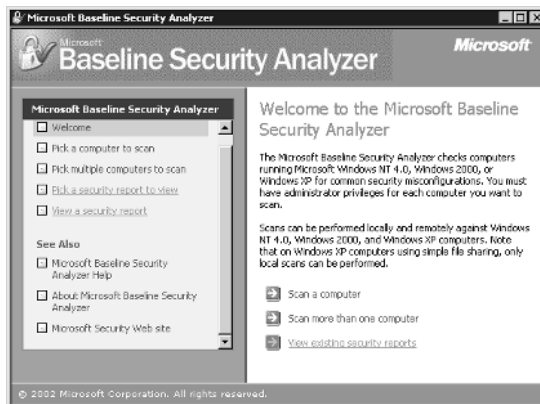 Microsoft Baseline Security Analyzer
Microsoft
Baseline Security Analyzer
Microsoft
Microsoft Baseline Security Analyzer
Welcome
Pick a computer to scan
Pick multiple computers to scan
Pick a security report to view
View a security report
See Also
Microsoft Baseline Security
Analyzer Help
About Microsoft Baseline Security
Analyzer
Microsoft Security Web site
Welcome to the Microsoft Baseline
Security Analyzer
The Microsoft Baseline Security Analyzer checks computers
running Microsoft Windows NT 4.0, Windows 2000, or
Windows XP for common security misconfigurations. You must
have administrator privileges for each computer you want to
scan.
Scans can be performed locally and remotely against Windows
NT 4.0, Windows 2000, and Windows XP computers. Note
that on Windows XP computers using simple file sharing, only
local scans can be performed.
Scan a computer
Scan more than one computer
View existing security reports
© 2002 Microsoft Corporation. All rights reserved.